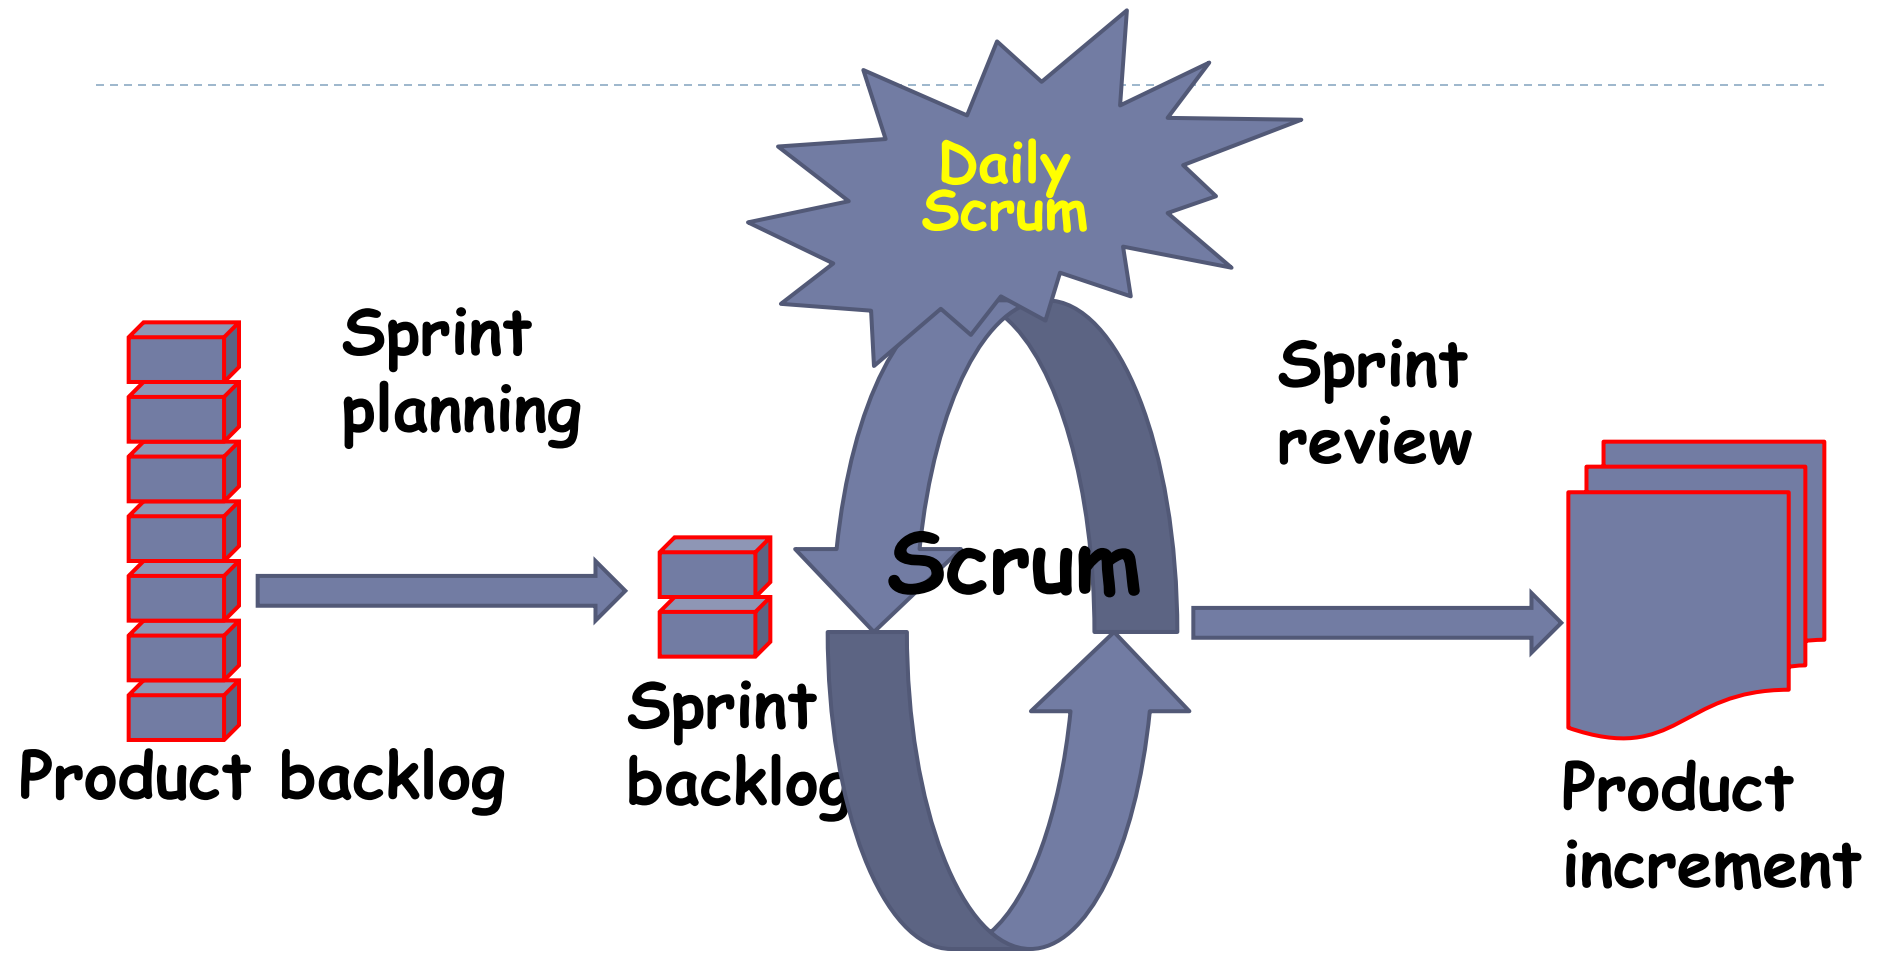 Daily
Scrum
Sprint
planning
Sprint
review
Scrum
Sprint
backlog
Product backlog
Product
increment